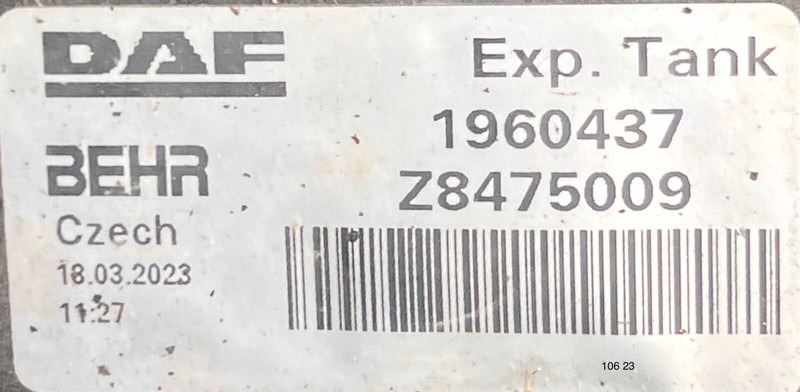 DAF
Exp. Tank
1960437
Z8475009
BEHR
Czech
18.03.2023
11:27
106 23